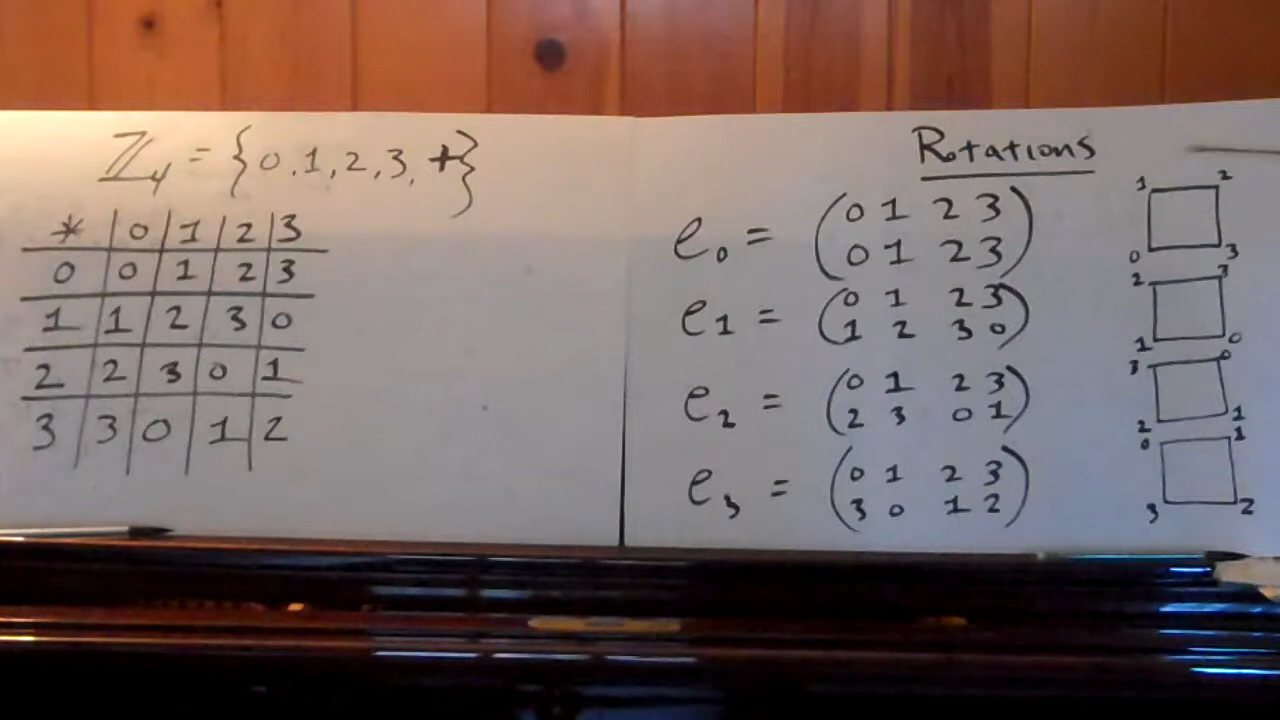 ℤ₄ = {0,1,2,3,+}
* 0 1 2 3
0 0 1 2 3
1 1 2 3 0
2 2 3 0 1
3 3 0 1 2
Rotations
e₀ = (0 1 2 3
0 1 2 3)
1 2
0 3
e₁ = (0 1 2 3
1 2 3 0)
2 3
1 0
e₂ = (0 1 2 3
2 3 0 1)
3 0
2 1
e₃ = (0 1 2 3
3 0 1 2)
0 1
3 2